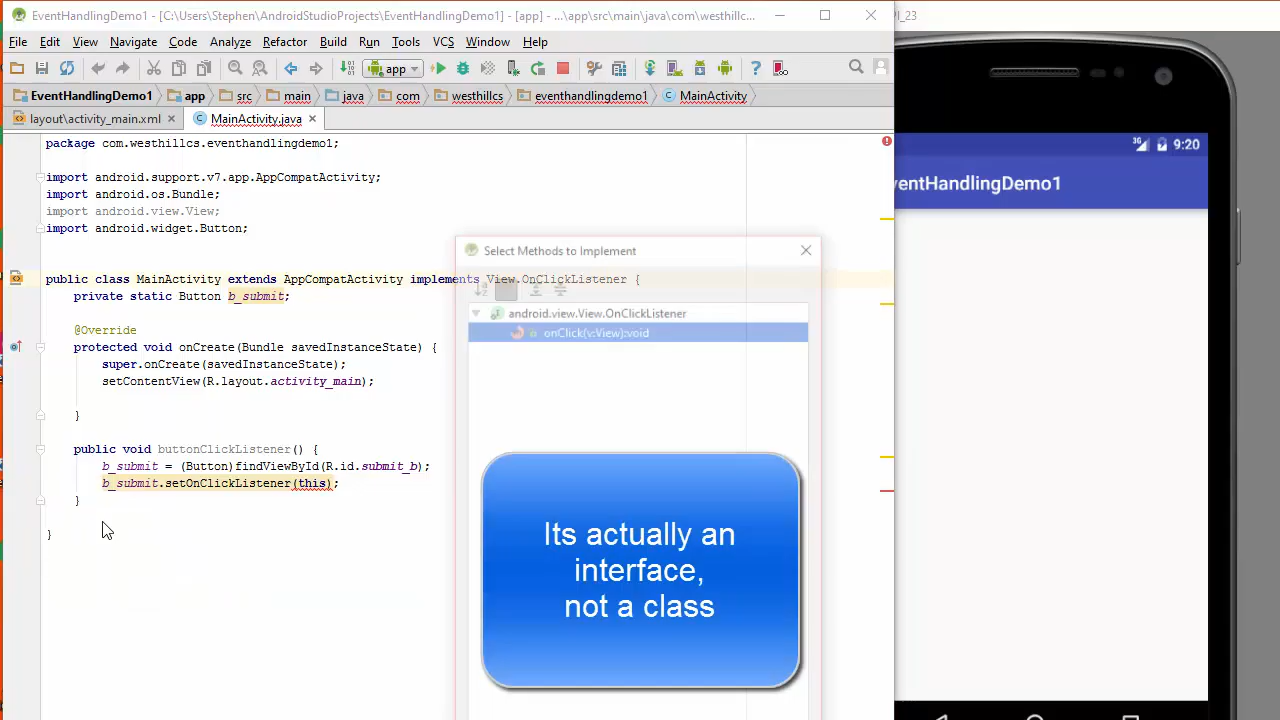 EventHandlingDemo1 - [C:\Users\Stephen\AndroidStudioProjects\EventHandlingDemo1] - [app] - ...\app\src\main\java\com\westhillc...
I_23
File Edit View Navigate Code Analyze Refactor Build Run Tools VCS Window Help
app
EventHandlingDemo1 app src main java com westhillcs eventhandlingdemo1 MainActivity
layout\activity_main.xml MainActivity.java
package com.westhillcs.eventhandlingdemo1;
import android.support.v7.app.AppCompatActivity;
import android.os.Bundle;
import android.view.View;
import android.widget.Button;
public class MainActivity extends AppCompatActivity implements View.OnClickListener {
private static Button b_submit;
@Override
protected void onCreate(Bundle savedInstanceState) {
super.onCreate(savedInstanceState);
setContentView(R.layout.activity_main);
}
public void buttonClickListener() {
b_submit = (Button)findViewById(R.id.submit_b);
b_submit.setOnClickListener(this);
}
}
Select Methods to Implement
android.view.View.OnClickListener
onClick(v:View):void
Its actually an
interface,
not a class
3G 9:20
ventHandlingDemo1